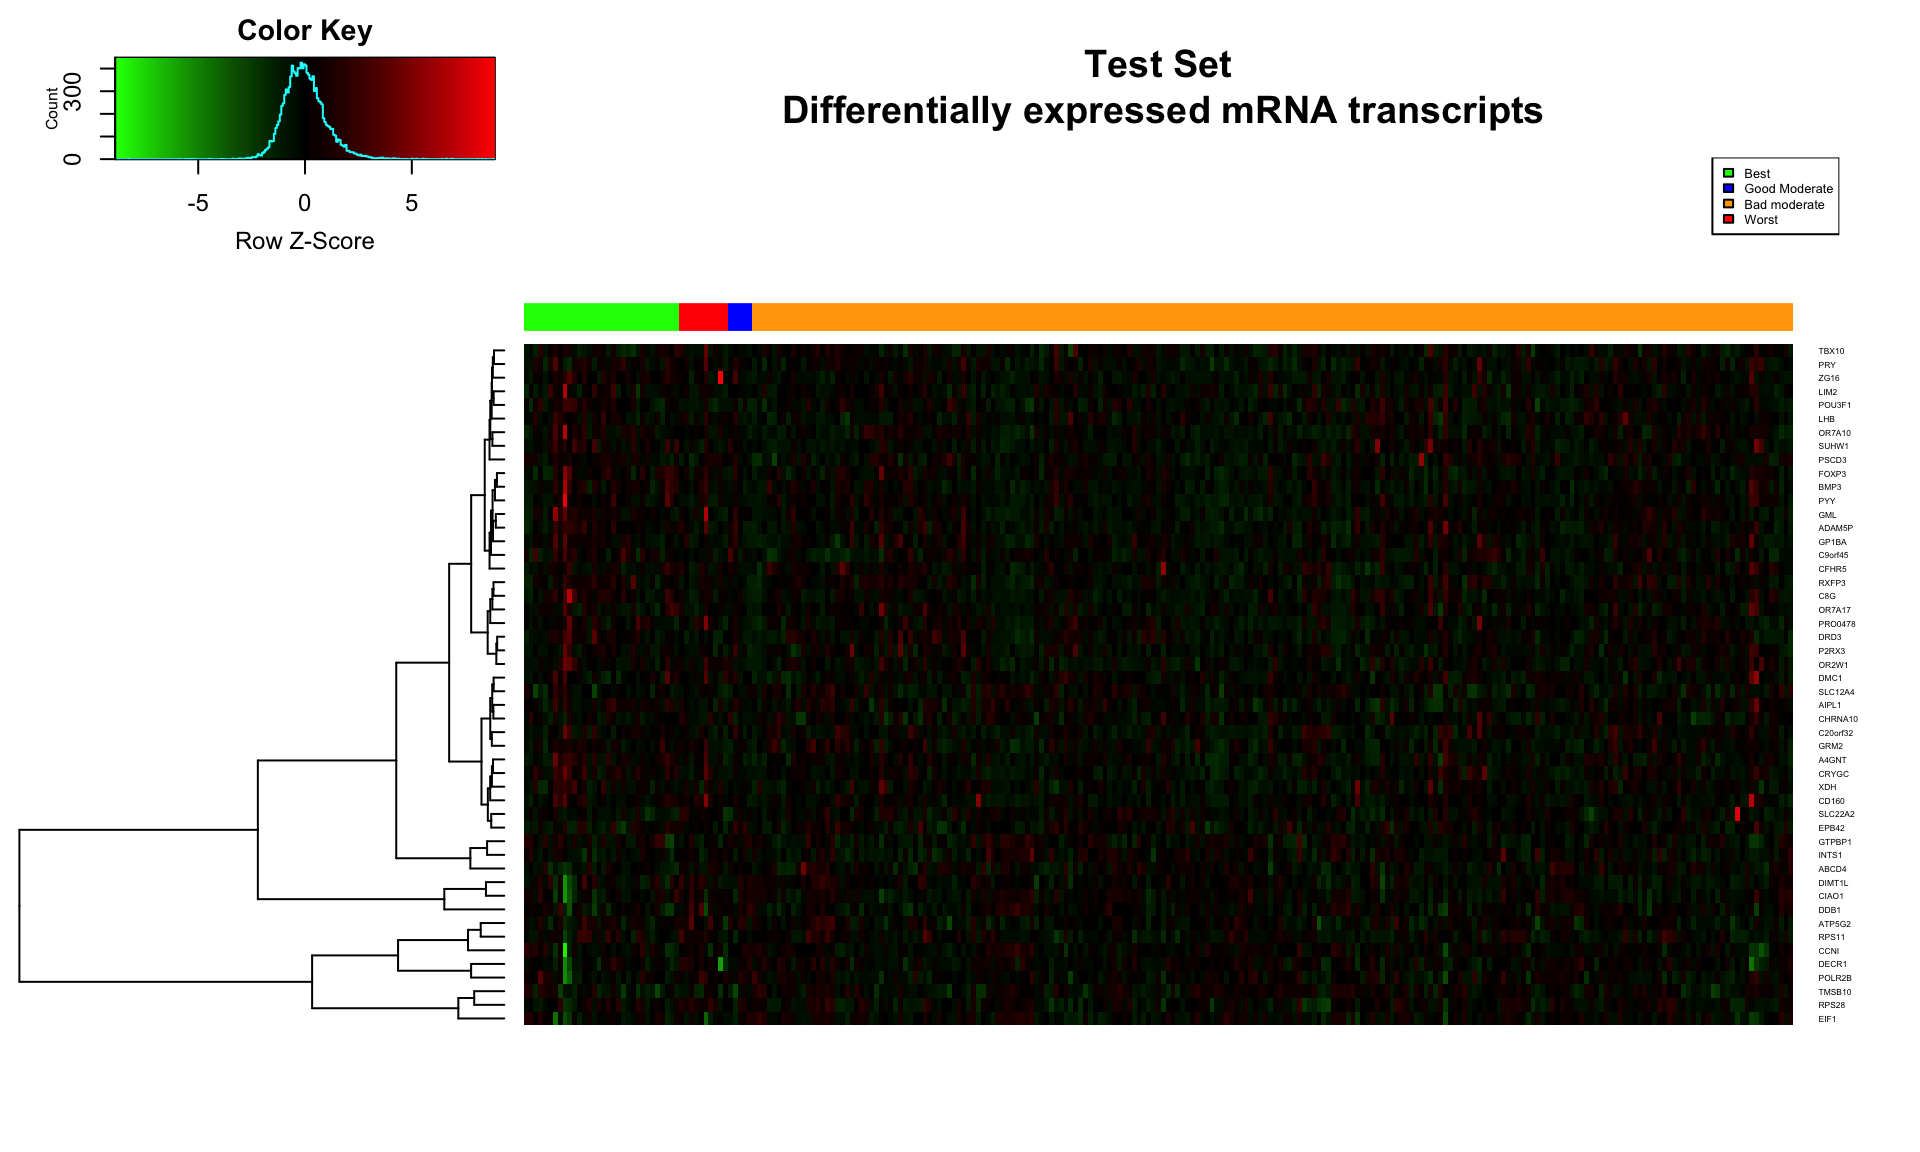 Color Key
Count
0
300
-5
0
5
Row Z-Score
Test Set
Differentially expressed mRNA transcripts
Best
Good Moderate
Bad moderate
Worst
TBX10
PRY
ZG16
LIM2
POU3F1
LHB
OR7A10
SUHW1
PSCD3
FOXP3
BMP3
PYY
GML
ADAM5P
GP1BA
C9orf45
CFHR5
RXFP3
C8G
OR7A17
PRO0478
DRD3
P2RX3
OR2W1
DMC1
SLC12A4
AIPL1
CHRNA10
C20orf32
GRM2
A4GNT
CRYGC
XDH
CD160
SLC22A2
EPB42
GTPBP1
INTS1
ABCD4
DIMT1L
CIAO1
DDB1
ATP5G2
RPS11
CCNI
DECR1
POLR2B
TMSB10
RPS28
EIF1